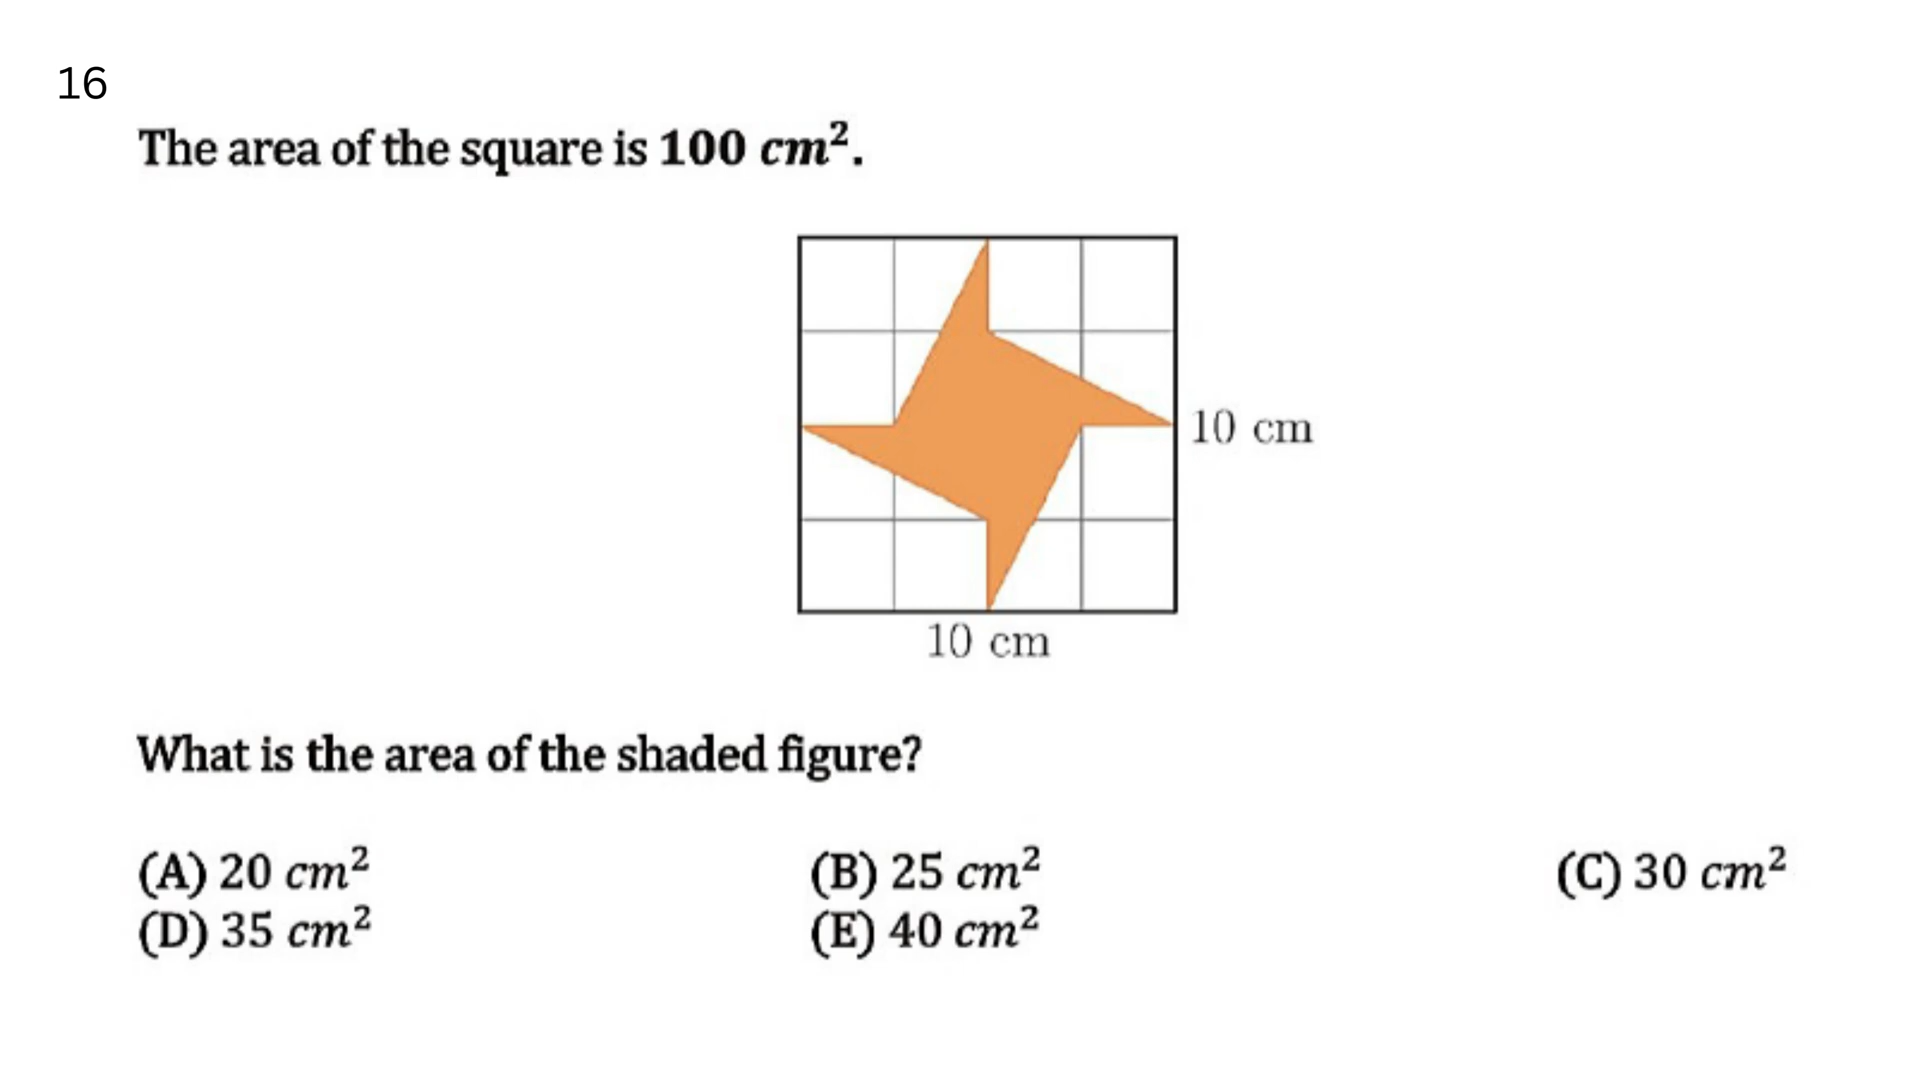 16
The area of the square is 100 cm².
10 cm
10 cm
What is the area of the shaded figure?
(A) 20 cm² (B) 25 cm² (C) 30 cm²
(D) 35 cm² (E) 40 cm²